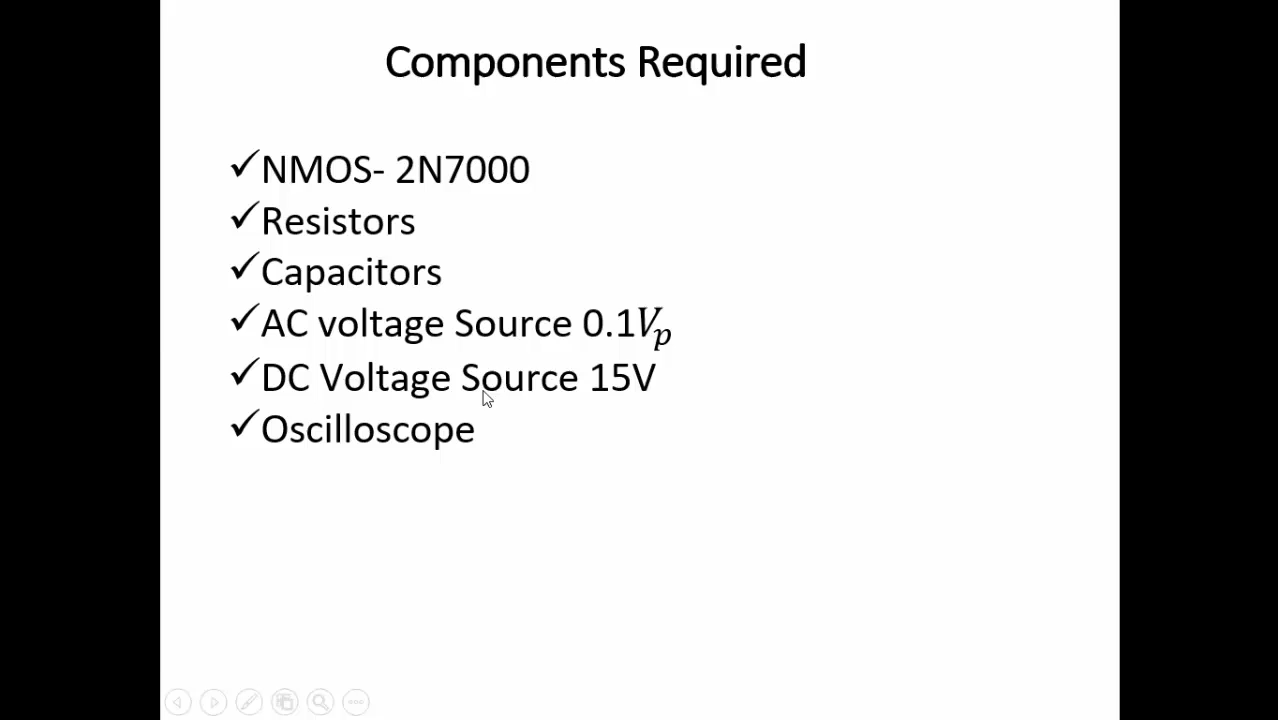 Components Required
✓NMOS- 2N7000
✓Resistors
✓Capacitors
✓AC voltage Source 0.1Vₚ
✓DC Voltage Source 15V
✓Oscilloscope